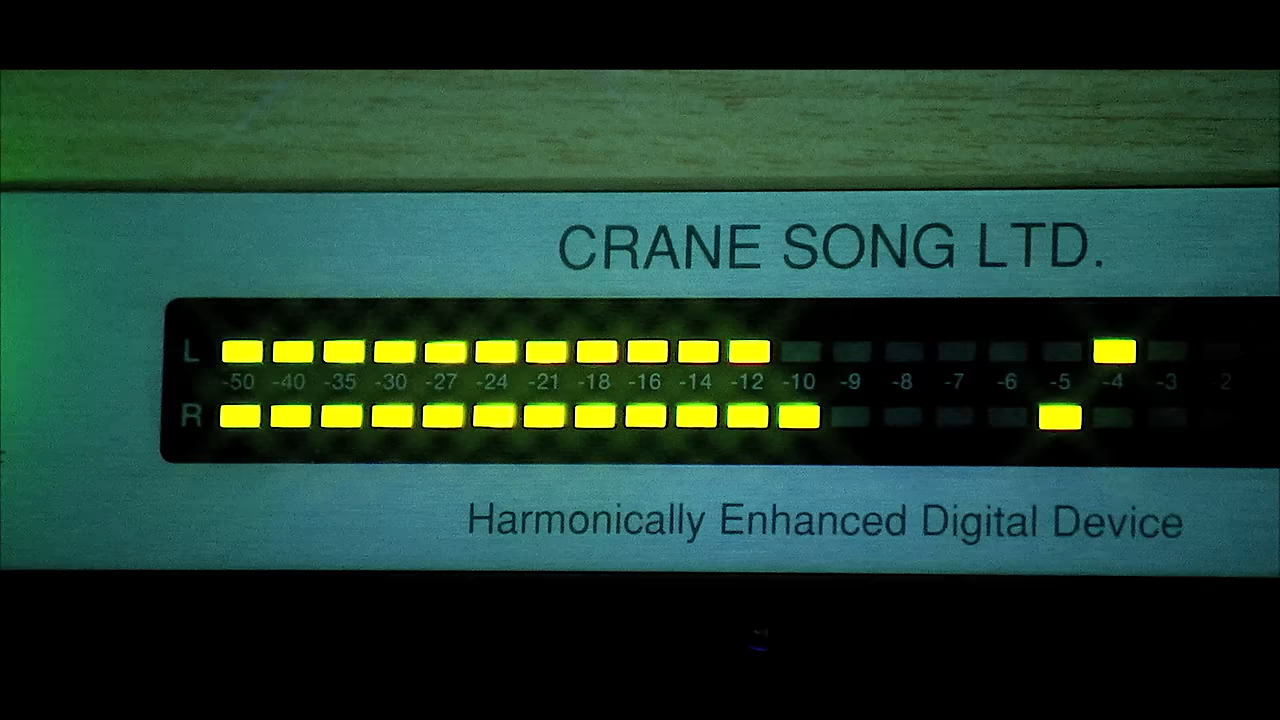 CRANE SONG LTD.
L
-50 -40 -35 -30 -27 -24 -21 -18 -16 -14 -12 -10 -9 -8 -7 -6 -5 -4 -3 -2
R
Harmonically Enhanced Digital Device